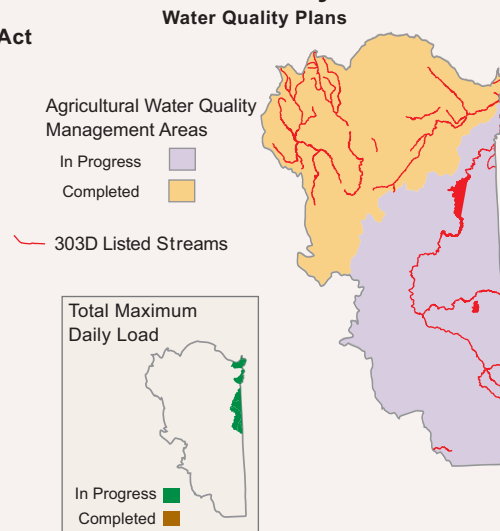 Water Quality Plans
Act
Agricultural Water Quality
Management Areas
In Progress
Completed
303D Listed Streams
Total Maximum
Daily Load
In Progress
Completed